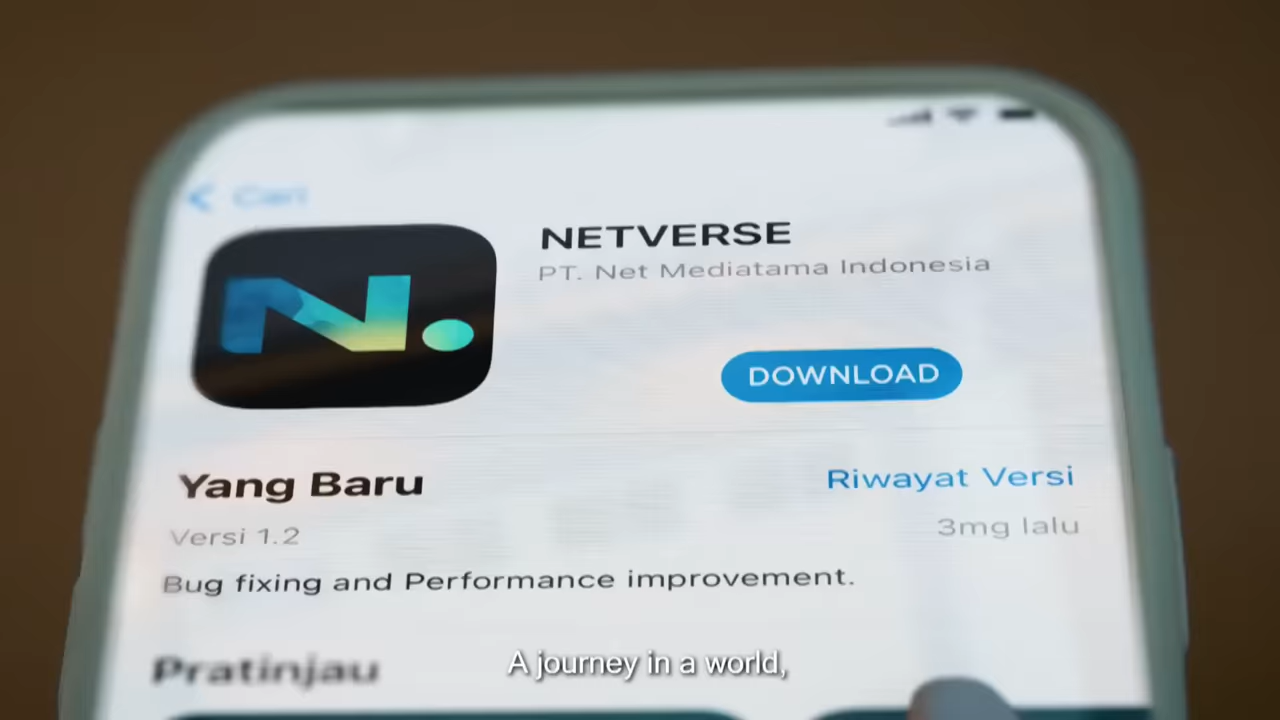 Cari
NETVERSE
PT. Net Mediatama Indonesia
N.
DOWNLOAD
Yang Baru
Riwayat Versi
Versi 1.2
3mg lalu
Bug fixing and Performance improvement.
Pratinjau
A journey in a world,